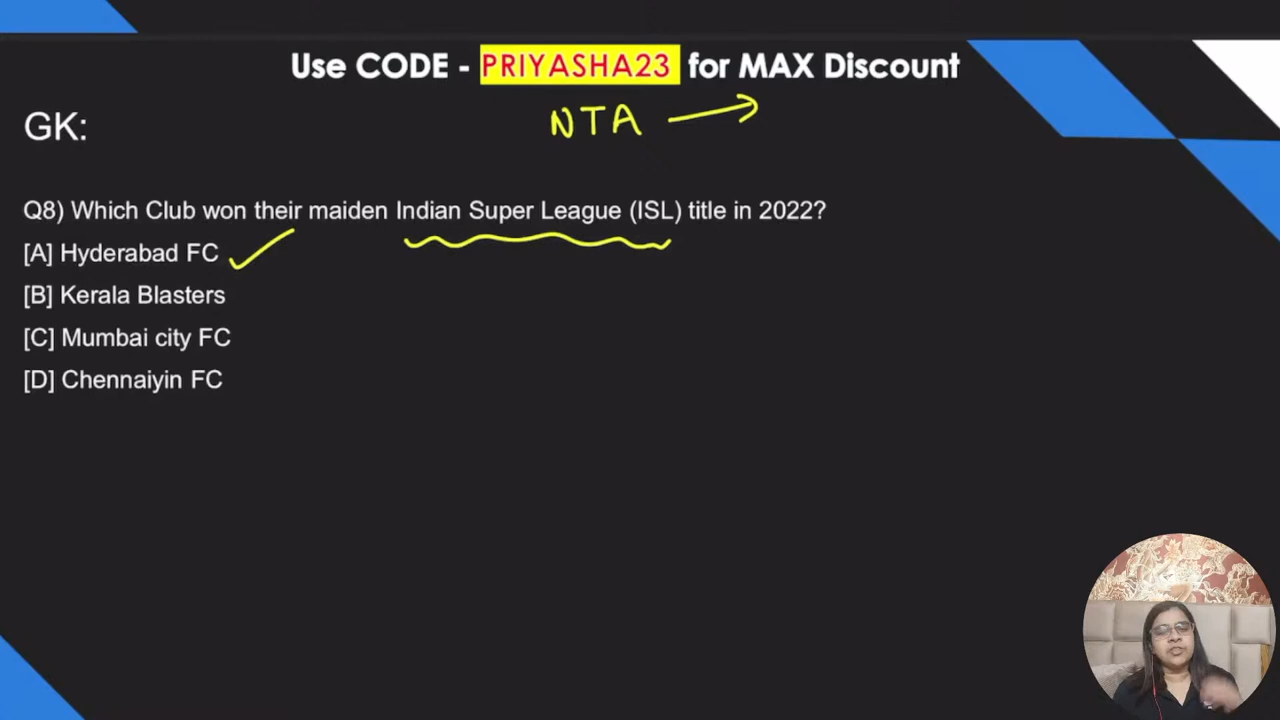 Use CODE - PRIYASHA23 for MAX Discount
NTA
GK:
Q8) Which Club won their maiden Indian Super League (ISL) title in 2022?
[A] Hyderabad FC
[B] Kerala Blasters
[C] Mumbai city FC
[D] Chennaiyin FC